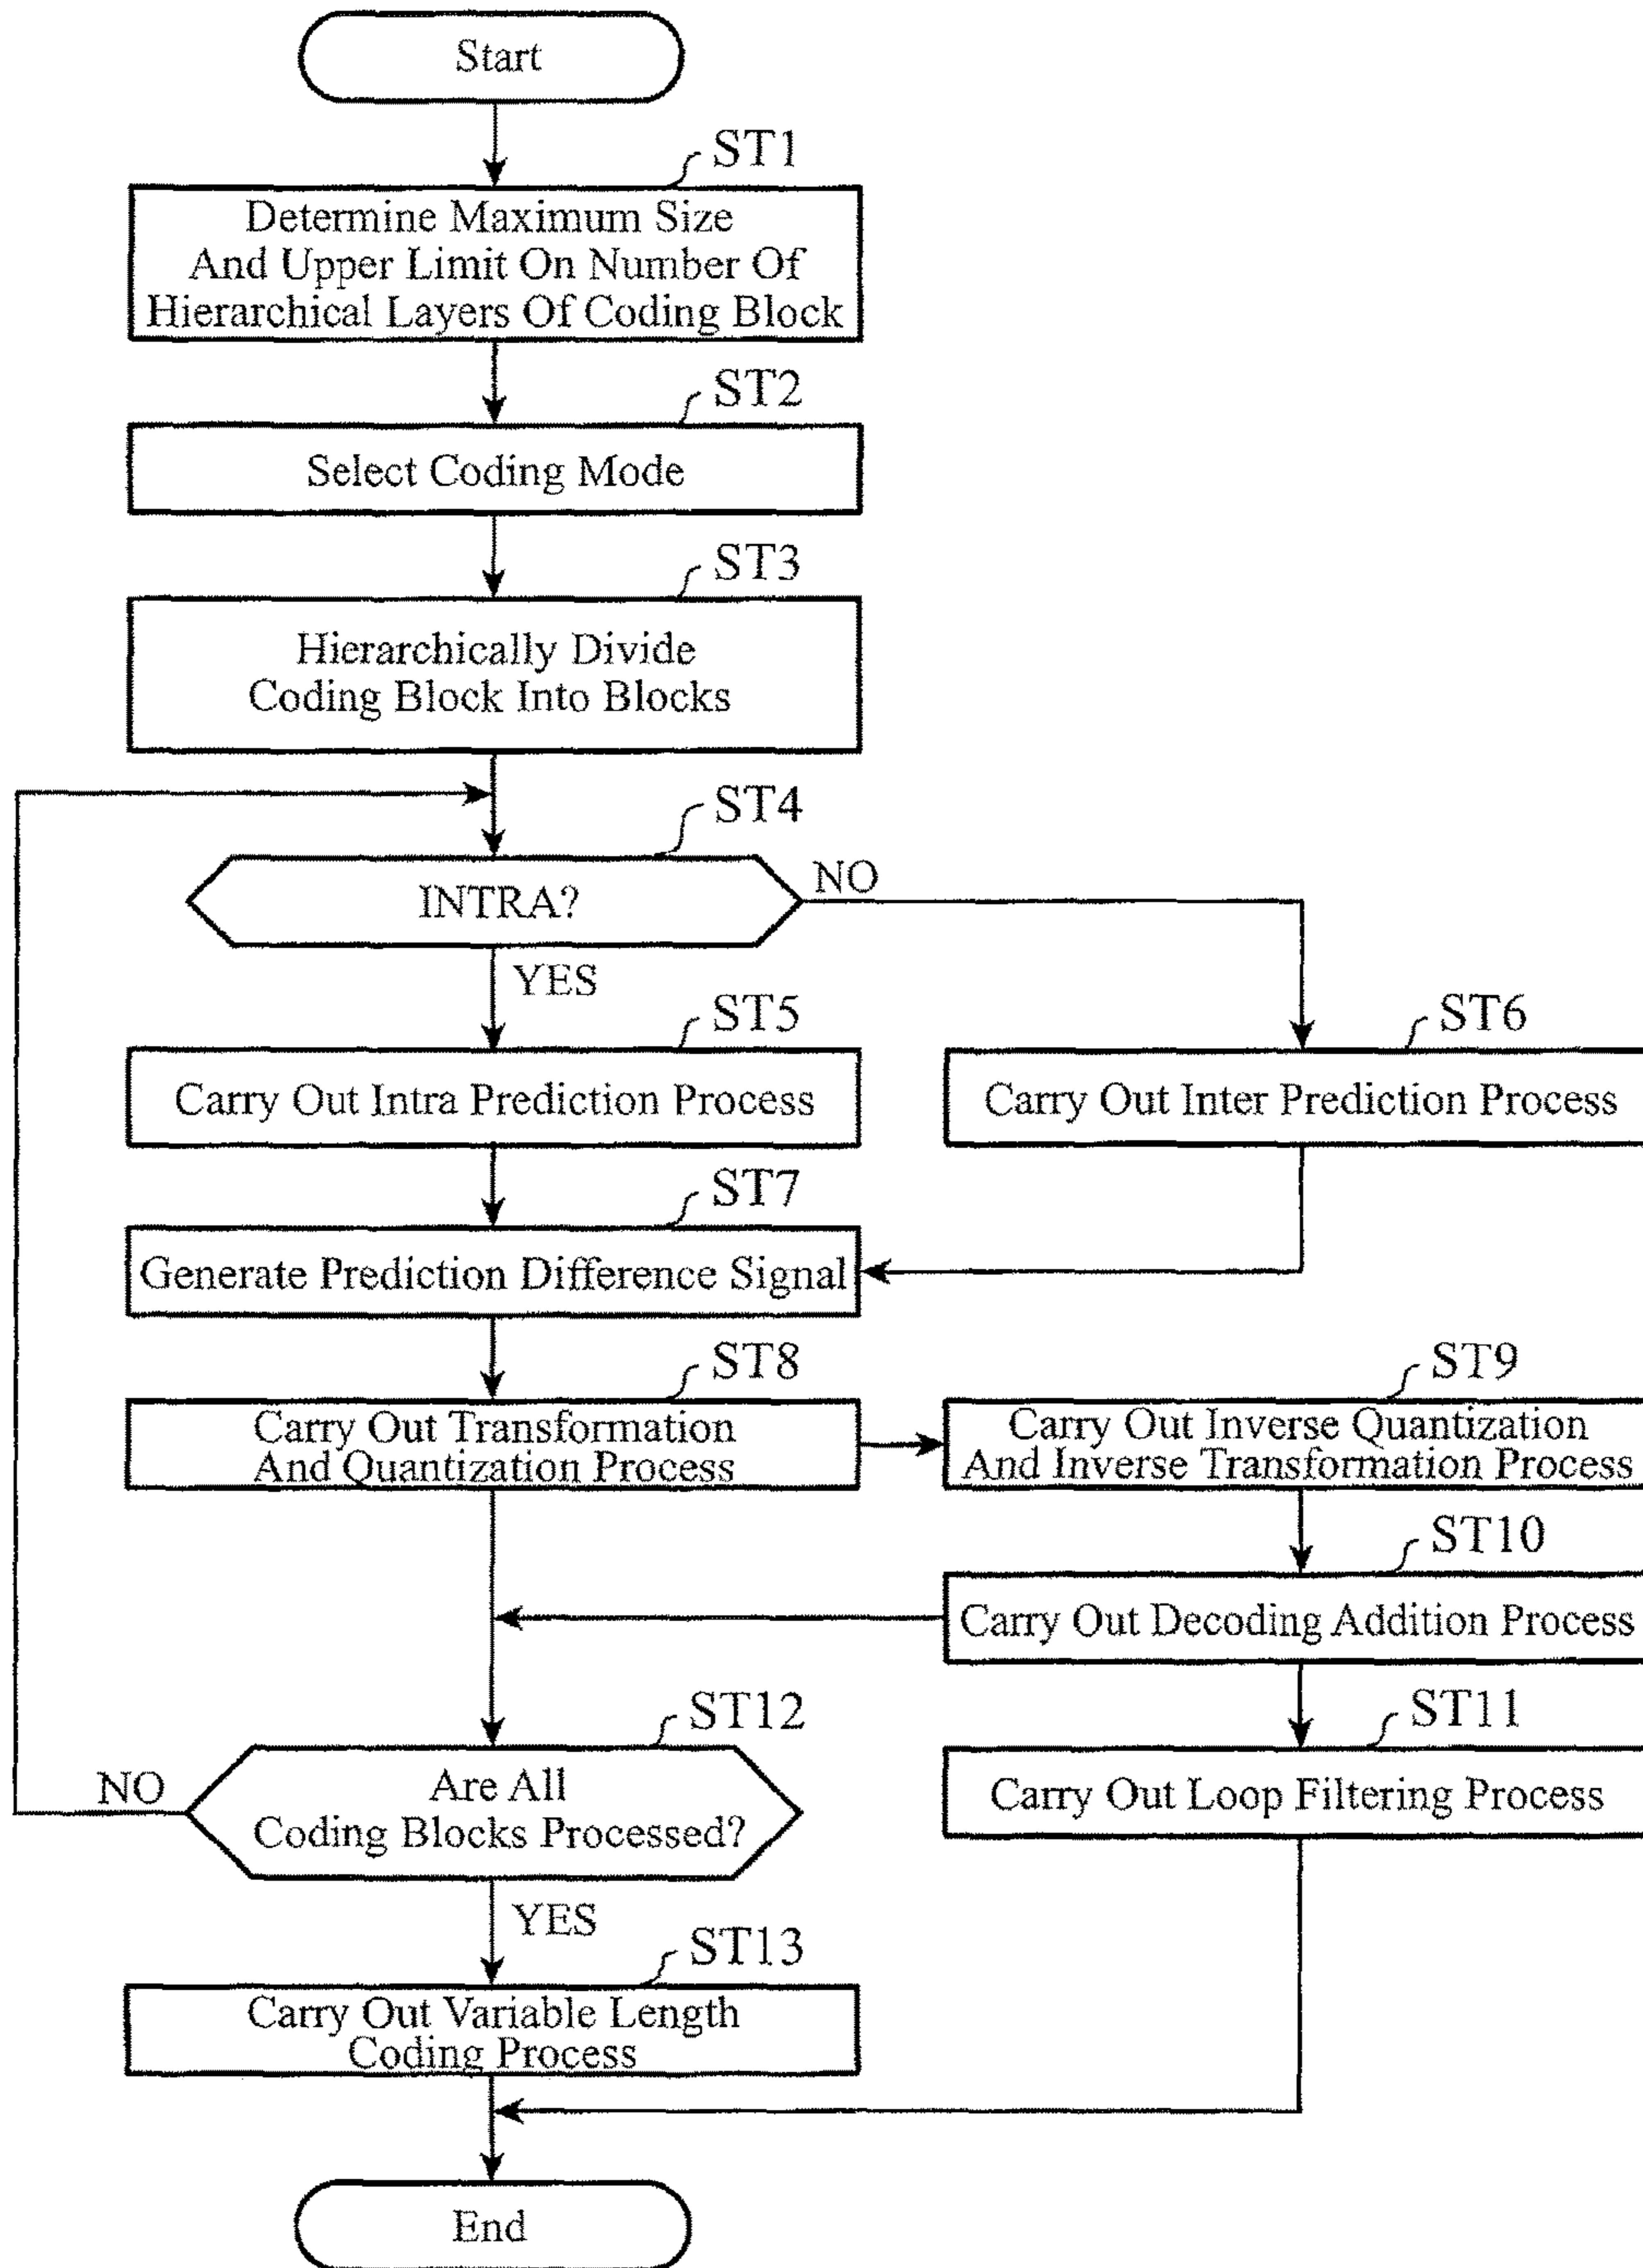 Start
ST1
Determine Maximum Size
And Upper Limit On Number Of
Hierarchical Layers Of Coding Block
ST2
Select Coding Mode
ST3
Hierarchically Divide
Coding Block Into Blocks
ST4
INTRA?
NO
YES
ST5
Carry Out Intra Prediction Process
ST6
Carry Out Inter Prediction Process
ST7
Generate Prediction Difference Signal
ST8
Carry Out Transformation
And Quantization Process
ST9
Carry Out Inverse Quantization
And Inverse Transformation Process
ST10
Carry Out Decoding Addition Process
ST11
Carry Out Loop Filtering Process
ST12
Are All
Coding Blocks Processed?
NO
YES
ST13
Carry Out Variable Length
Coding Process
End